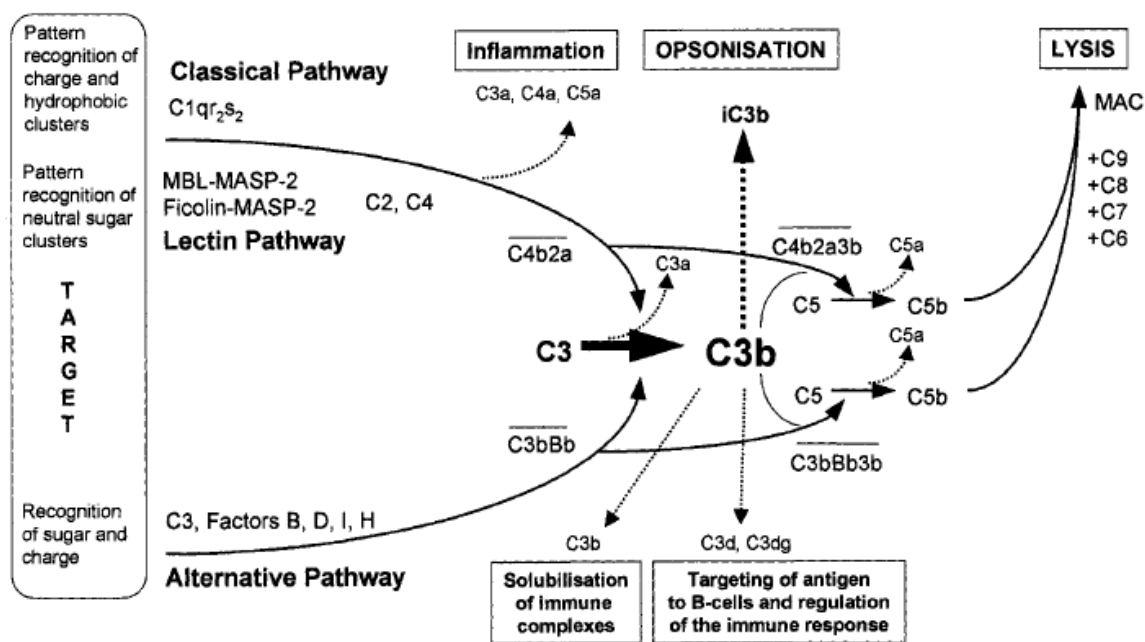 Pattern
recognition of
charge and
hydrophobic
clusters
Pattern
recognition of
neutral sugar
clusters
T
A
R
G
E
T
Recognition
of sugar and
charge
Classical Pathway
C1qr₂s₂
MBL-MASP-2
Ficolin-MASP-2
C2, C4
Lectin Pathway
C3, Factors B, D, I, H
Alternative Pathway
Inflammation
C3a, C4a, C5a
C4b2a
C3a
C3
C3b
C3bBb
OPSONISATION
iC3b
C4b2a3b
C5a
C5
C5b
C5a
C5
C5b
C3bBb3b
LYSIS
MAC
+C9
+C8
+C7
+C6
C3b
Solubilisation
of immune
complexes
C3d, C3dg
Targeting of antigen
to B-cells and regulation
of the immune response